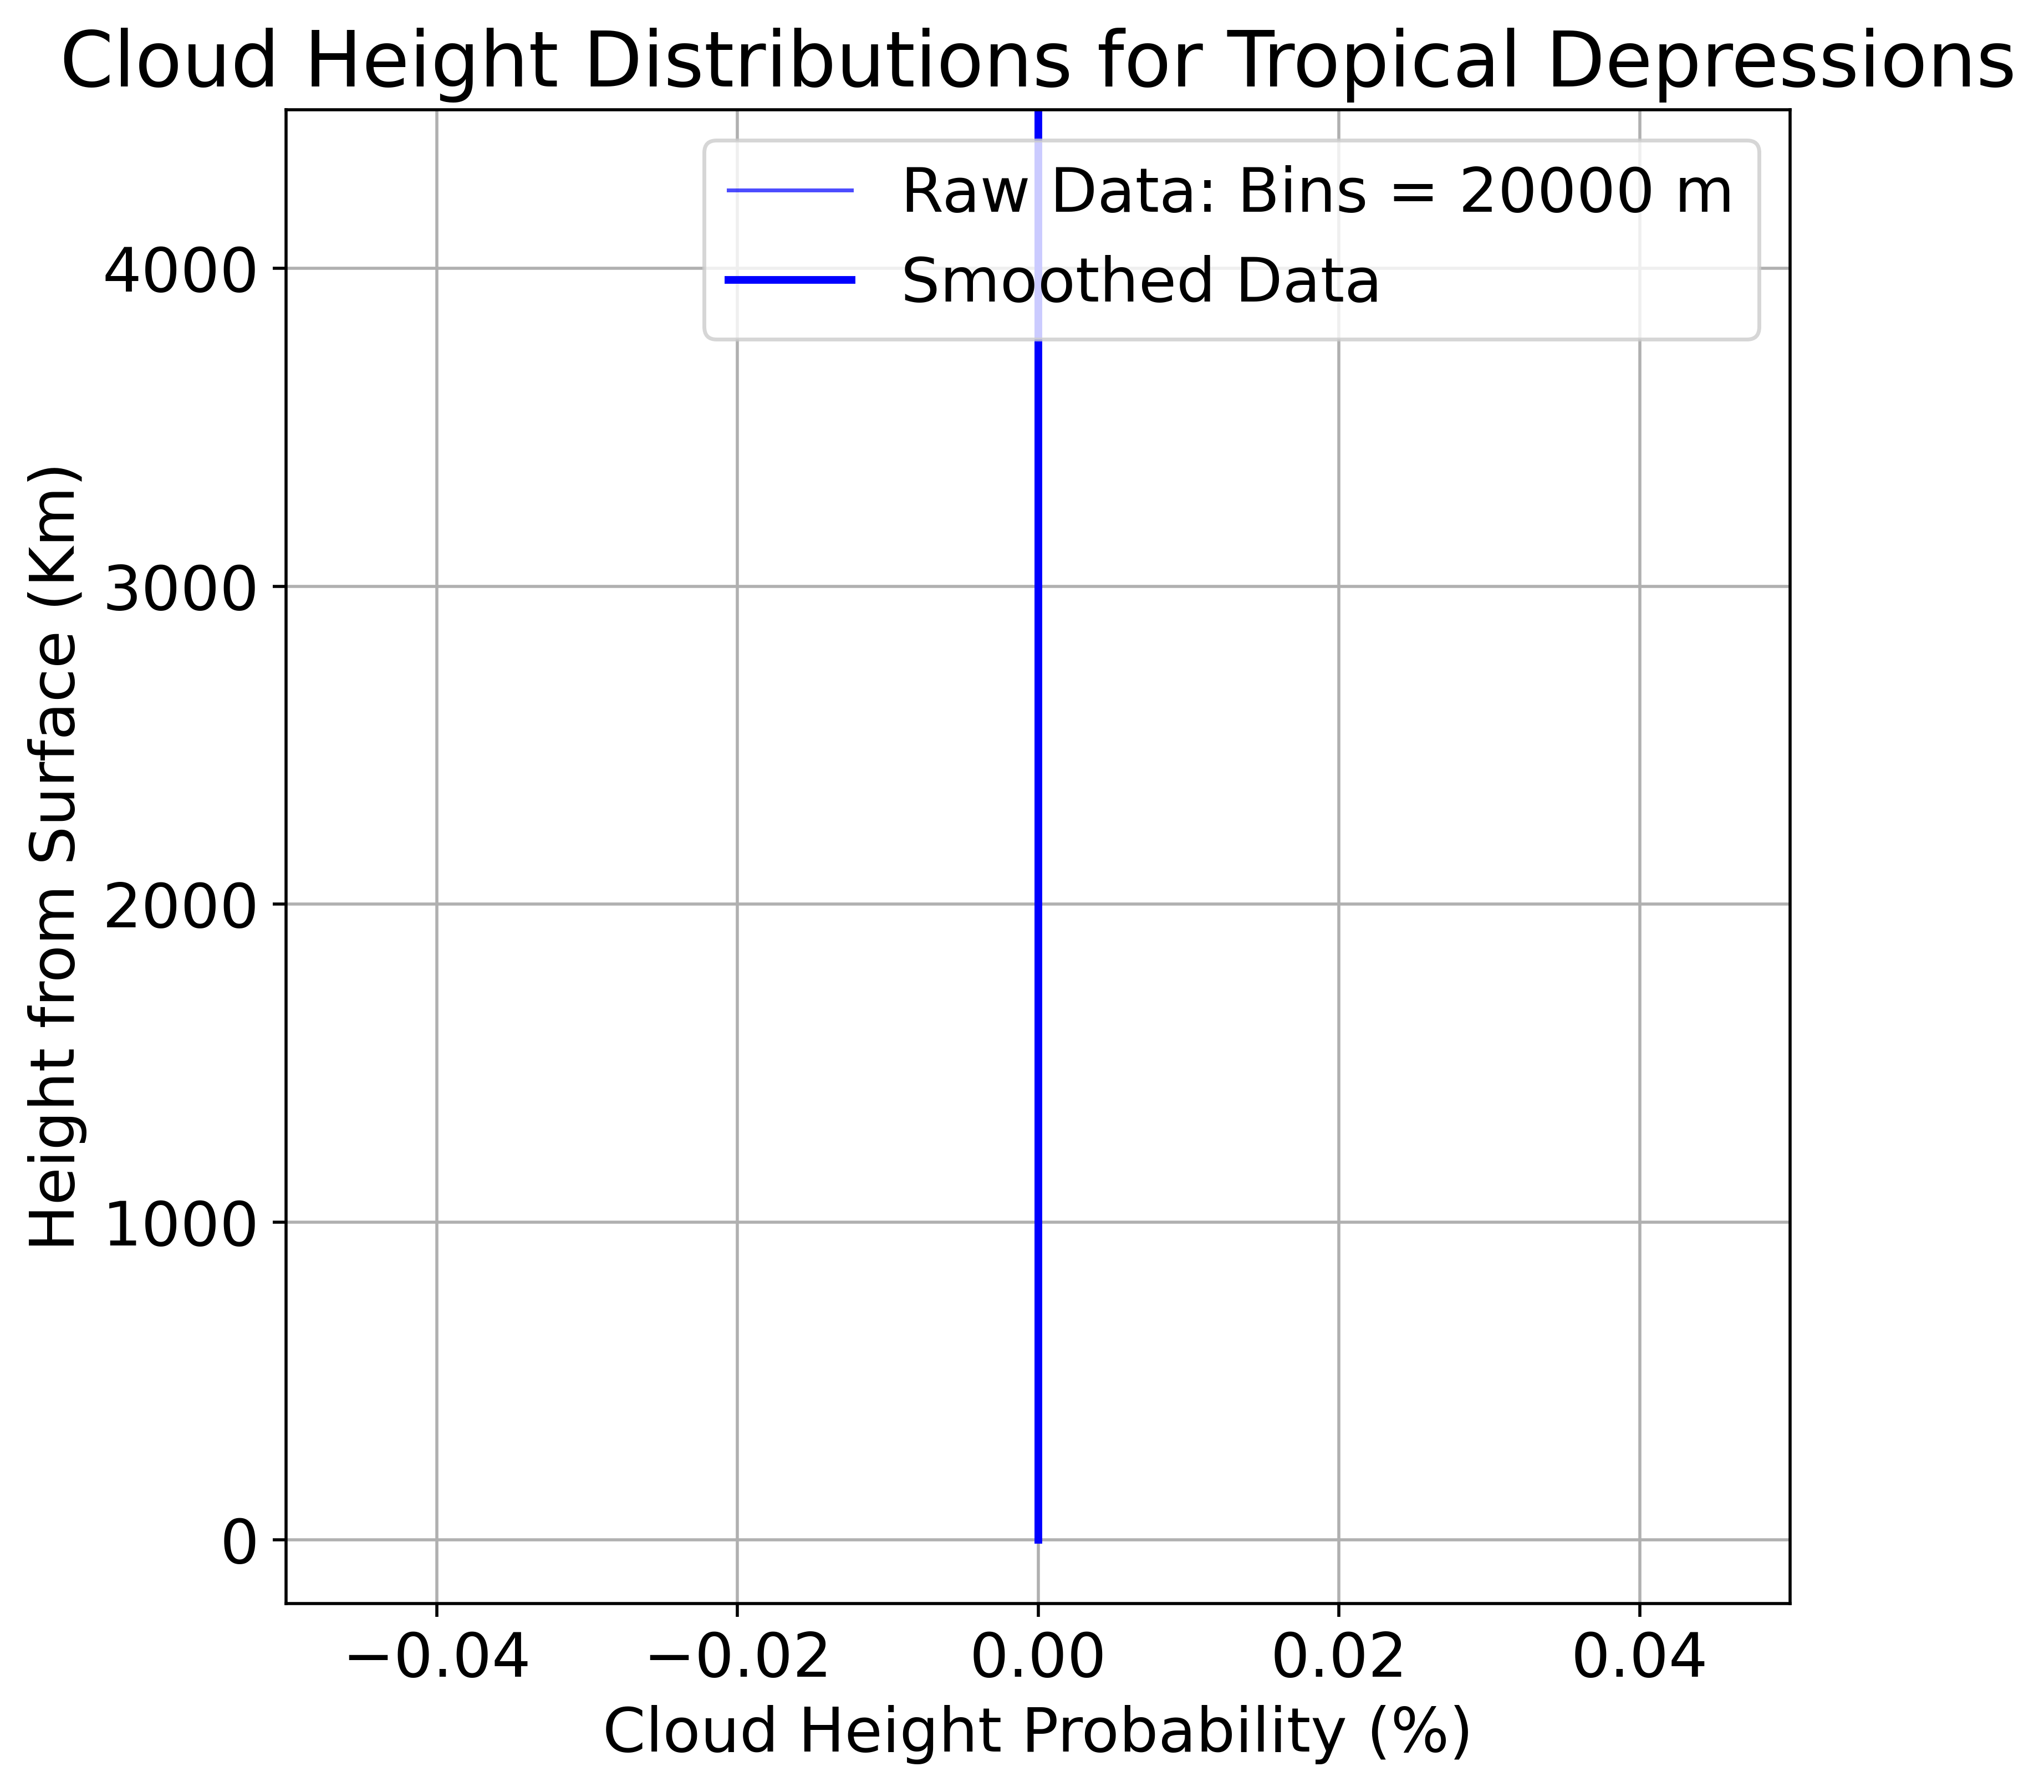 Cloud Height Distributions for Tropical Depressions
Raw Data: Bins = 20000 m
Smoothed Data
Height from Surface (Km)
4000
3000
2000
1000
0
−0.04
−0.02
0.00
0.02
0.04
Cloud Height Probability (%)